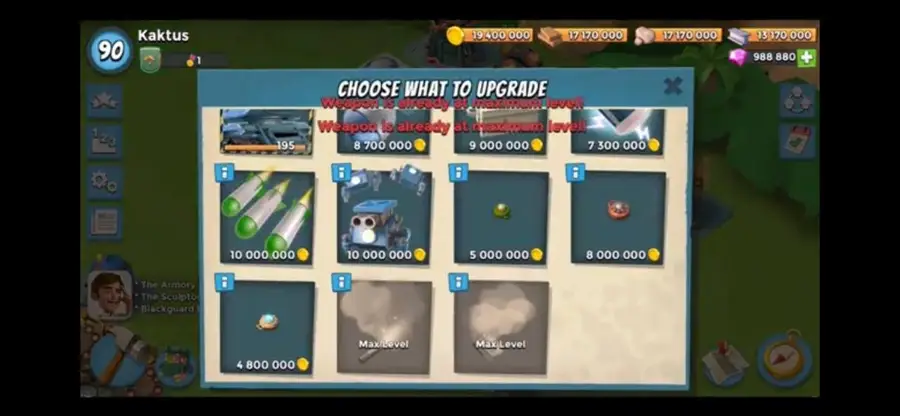 90
Kaktus
1
19 400 000
17 170 000
17 170 000
13 170 000
988 880
CHOOSE WHAT TO UPGRADE
Weapon is already at maximum level!
Weapon is already at maximum level!
195
8 700 000
9 000 000
7 300 000
10 000 000
10 000 000
5 000 000
8 000 000
* The Armory
* The Sculpto
* Blackguard
4 800 000
Max Level
Max Level